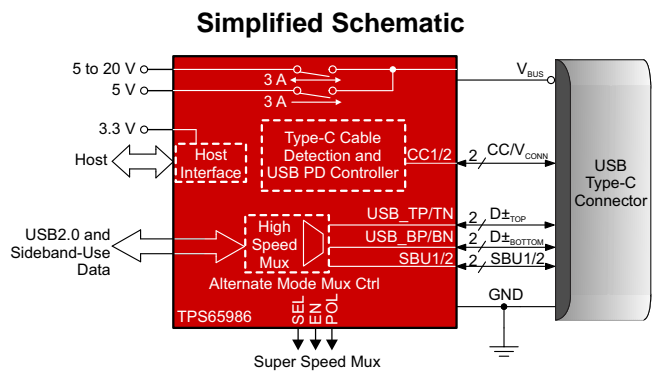 Simplified Schematic
5 to 20 V
3 A
5 V
3 A
VBUS
3.3 V
Host
Host
Interface
Type-C Cable
Detection and
USB PD Controller
CC1/2
2
CC/VCONN
USB
Type-C
Connector
USB2.0 and
Sideband-Use
Data
High
Speed
Mux
USB_TP/TN
2
D±TOP
USB_BP/BN
2
D±BOTTOM
SBU1/2
2
SBU1/2
Alternate Mode Mux Ctrl
SEL
EN
POL
TPS65986
GND
Super Speed Mux